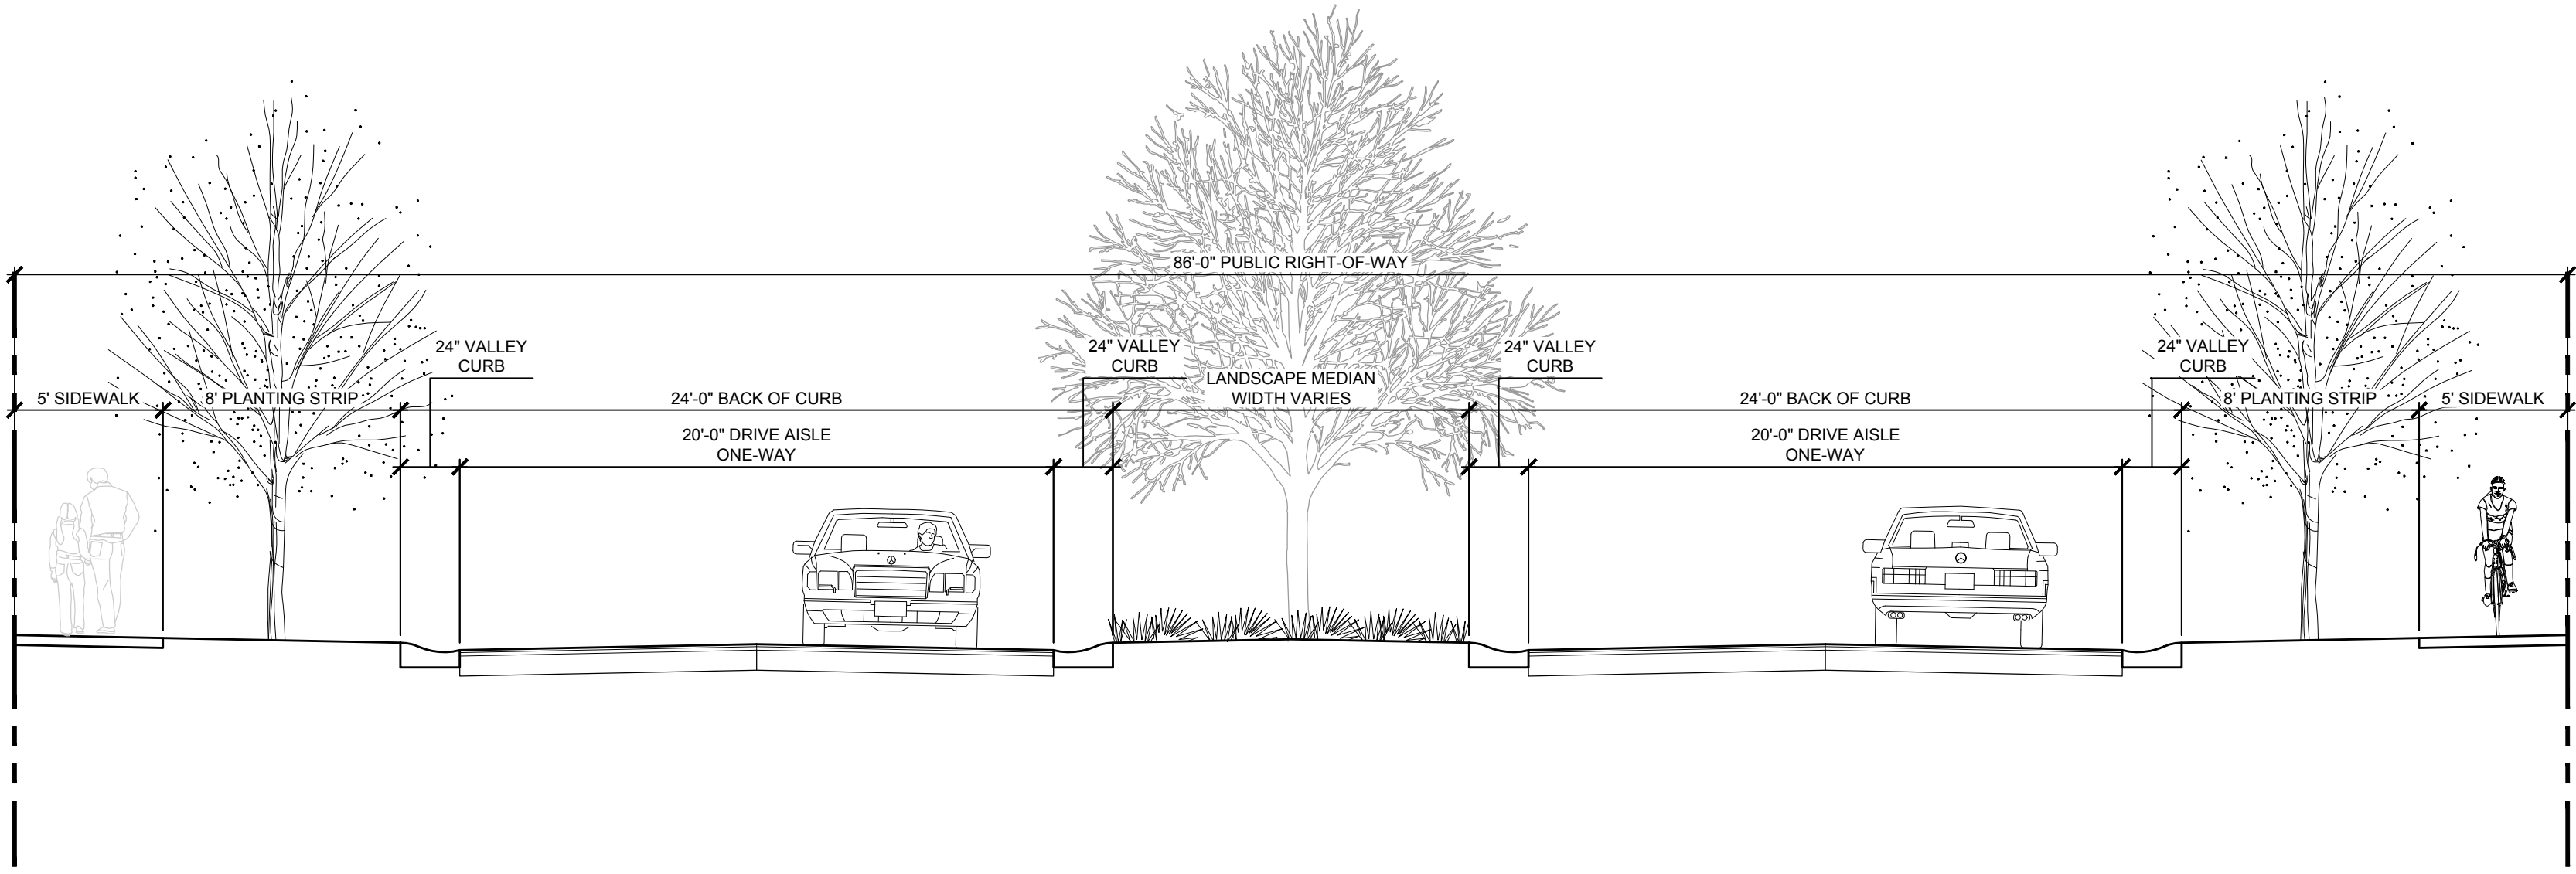 86'-0" PUBLIC RIGHT-OF-WAY
24" VALLEY
CURB
24" VALLEY
CURB
24" VALLEY
CURB
24" VALLEY
CURB
5' SIDEWALK
8' PLANTING STRIP
24'-0" BACK OF CURB
LANDSCAPE MEDIAN
WIDTH VARIES
24'-0" BACK OF CURB
8' PLANTING STRIP
5' SIDEWALK
20'-0" DRIVE AISLE
ONE-WAY
20'-0" DRIVE AISLE
ONE-WAY